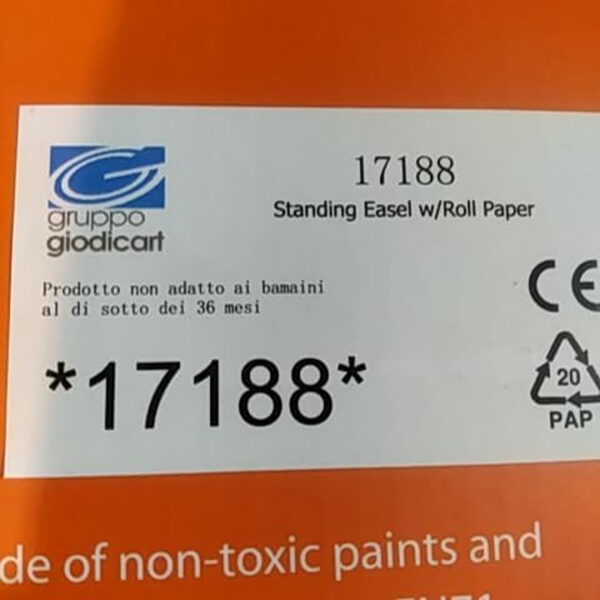 17188
Standing Easel w/Roll Paper
gruppo
giodicart
Prodotto non adatto ai bamaini
al di sotto dei 36 mesi
CE
20
PAP
*17188*
de of non-toxic paints and